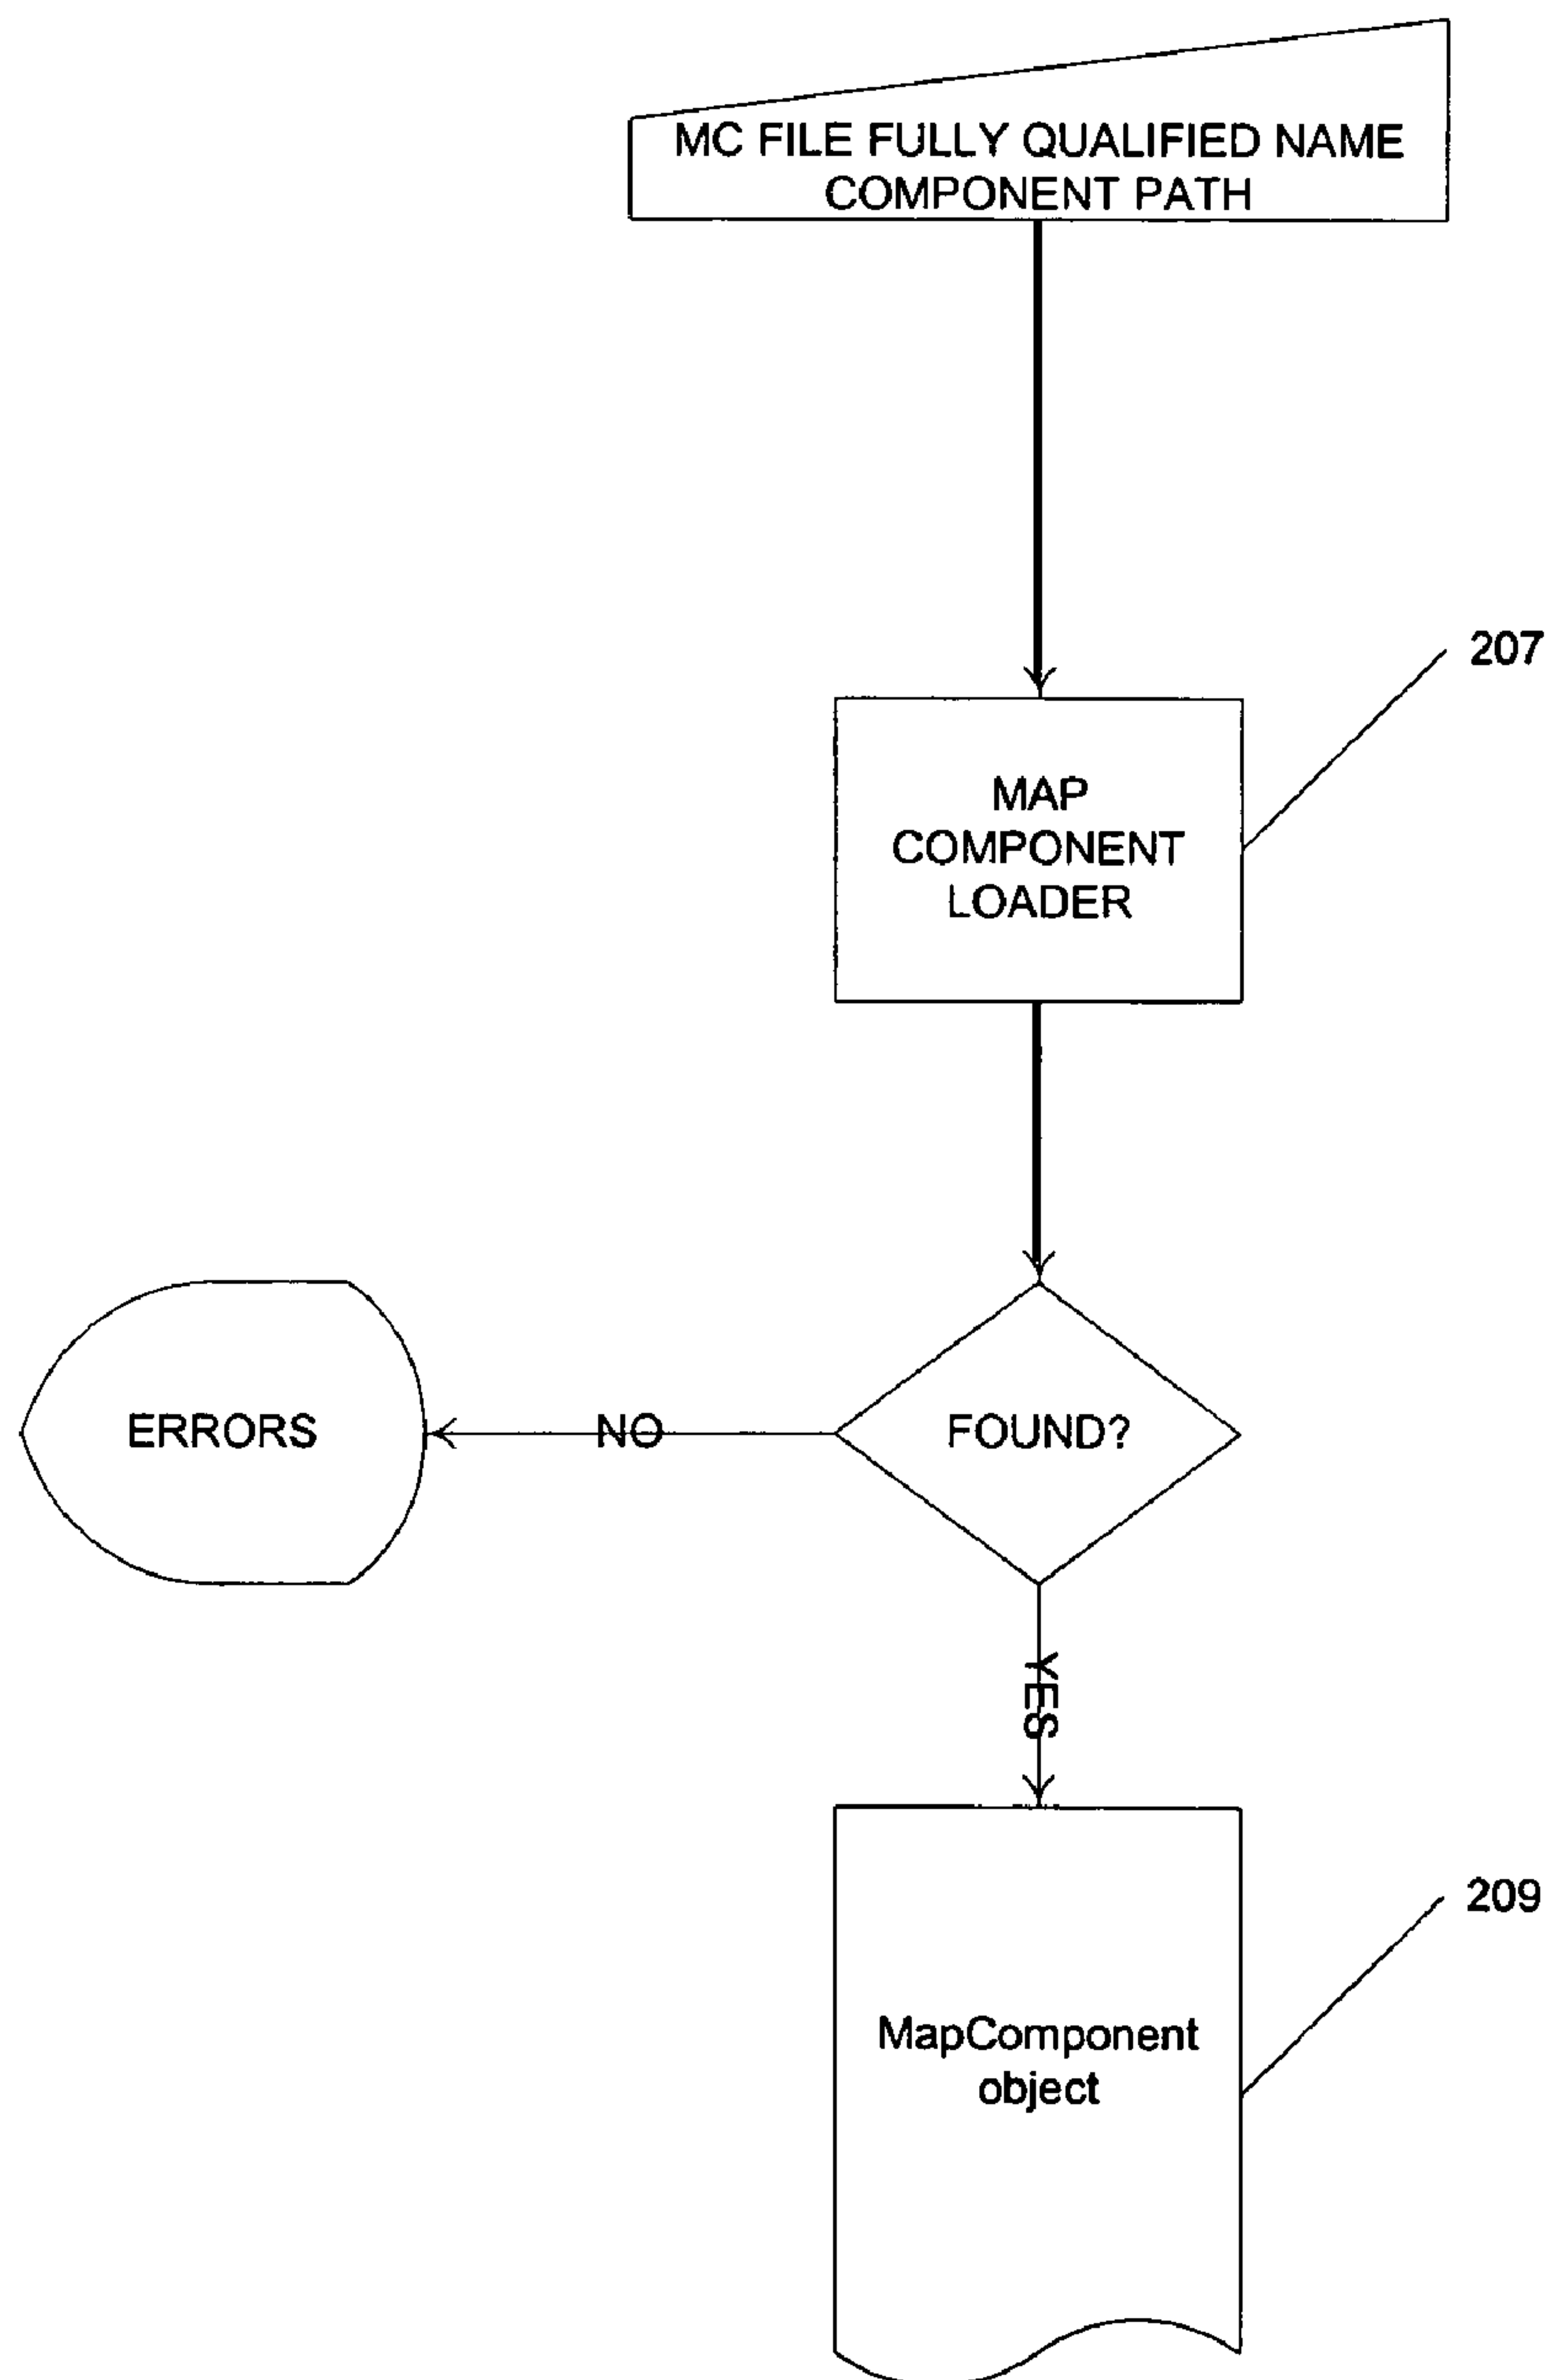 MC FILE FULLY QUALIFIED NAME
COMPONENT PATH
207
MAP
COMPONENT
LOADER
ERRORS
NO
FOUND?
YES
209
MapComponent
object